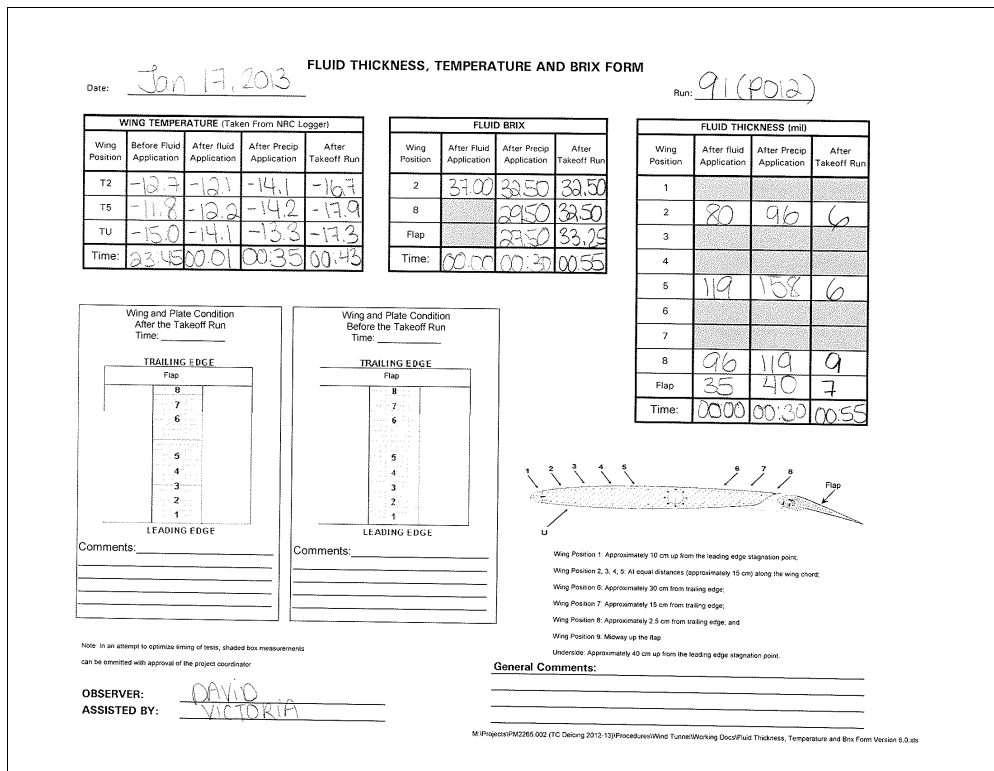 FLUID THICKNESS, TEMPERATURE AND BRIX FORM
Date: Jan 17, 2013
Run: 91 (P012)
WING TEMPERATURE (Taken From NRC Logger)
Wing Position Before Fluid Application After fluid Application After Precip Application After Takeoff Run
T2 -12.7 -12.1 -14.1 -16.7
T5 -11.8 -12.2 -14.2 -17.9
TU -15.0 -14.1 -13.3 -17.3
Time: 23:45 00:01 00:35 00:43
FLUID BRIX
Wing Position After Fluid Application After Precip Application After Takeoff Run
2 37.00 32.50 32.50
8 29.50 32.50
Flap 27.50 33.25
Time: 00:00 00:30 00:55
FLUID THICKNESS (mil)
Wing Position After fluid Application After Precip Application After Takeoff Run
1
2 80 96 6
3
4
5 119 158 6
6
7
8 96 119 9
Flap 35 40 7
Time: 0000 00:30 00:55
Wing and Plate Condition
After the Takeoff Run
Time:
TRAILING EDGE
Flap
8
7
6
5
4
3
2
1
LEADING EDGE
Comments:
Wing and Plate Condition
Before the Takeoff Run
Time:
TRAILING EDGE
Flap
8
7
6
5
4
3
2
1
LEADING EDGE
Comments:
1 2 3 4 5 6 7 8
Flap
U
Wing Position 1: Approximately 10 cm up from the leading edge stagnation point;
Wing Position 2, 3, 4, 5: At equal distances (approximately 15 cm) along the wing chord;
Wing Position 6: Approximately 30 cm from trailing edge;
Wing Position 7: Approximately 15 cm from trailing edge;
Wing Position 8: Approximately 2.5 cm from trailing edge; and
Wing Position 9: Midway up the flap
Underside: Approximately 40 cm up from the leading edge stagnation point.
Note: In an attempt to optimize timing of tests, shaded box measurements
can be ommitted with approval of the project coordinator
General Comments:
OBSERVER: DAVID
ASSISTED BY: VICTORIA
M:\Projects\PM2265.002 (TC Deicing 2012-13)\Procedures\Wind Tunnel\Working Docs\Fluid Thickness, Temperature and Brix Form Version 6.0.xls